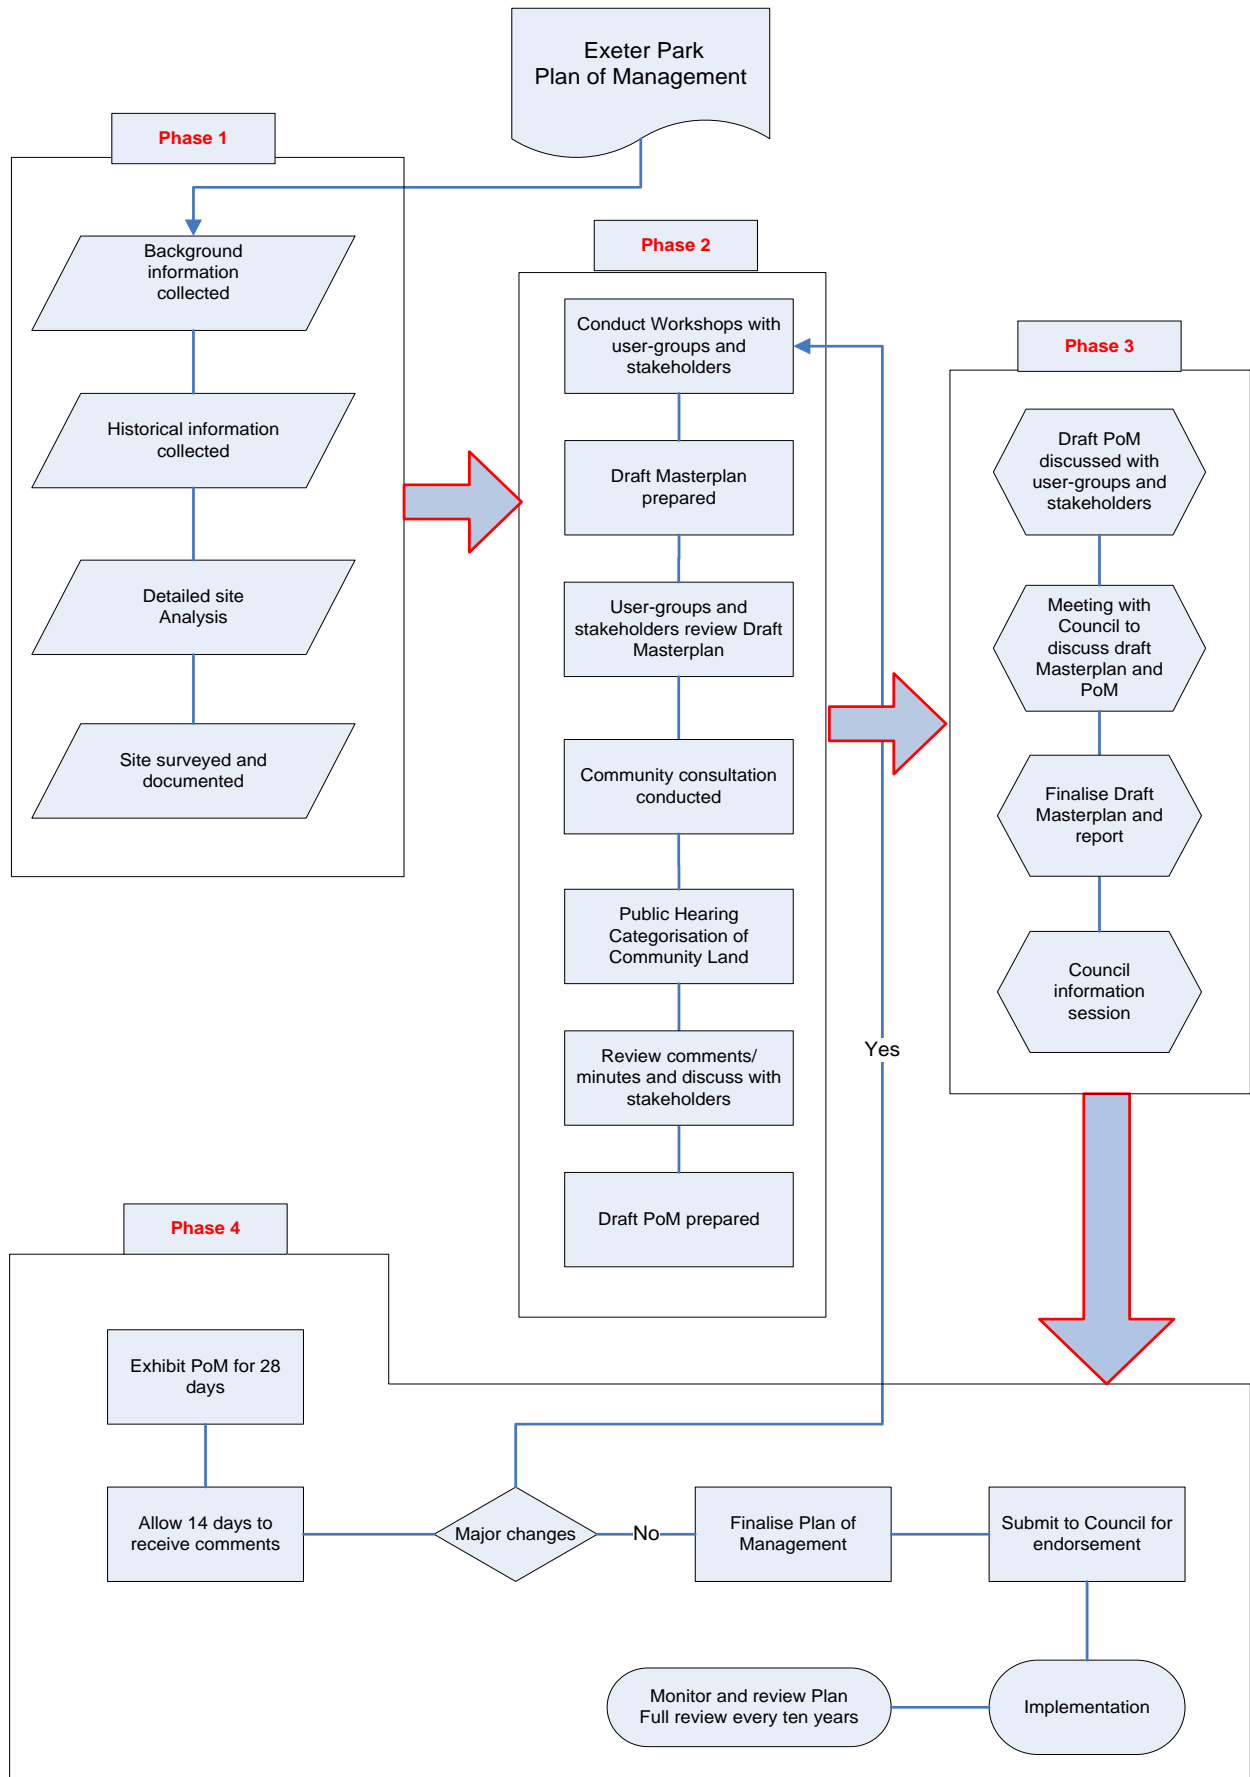 Exeter Park
Plan of Management
Phase 1
Background
information
collected
Historical information
collected
Detailed site
Analysis
Site surveyed and
documented
Phase 2
Conduct Workshops with
user-groups and
stakeholders
Draft Masterplan
prepared
User-groups and
stakeholders review Draft
Masterplan
Community consultation
conducted
Public Hearing
Categorisation of
Community Land
Review comments/
minutes and discuss with
stakeholders
Draft PoM prepared
Phase 3
Draft PoM
discussed with
user-groups and
stakeholders
Meeting with
Council to
discuss draft
Masterplan and
PoM
Finalise Draft
Masterplan and
report
Council
information
session
Yes
Phase 4
Exhibit PoM for 28
days
Allow 14 days to
receive comments
Major changes
No
Finalise Plan of
Management
Submit to Council for
endorsement
Implementation
Monitor and review Plan
Full review every ten years